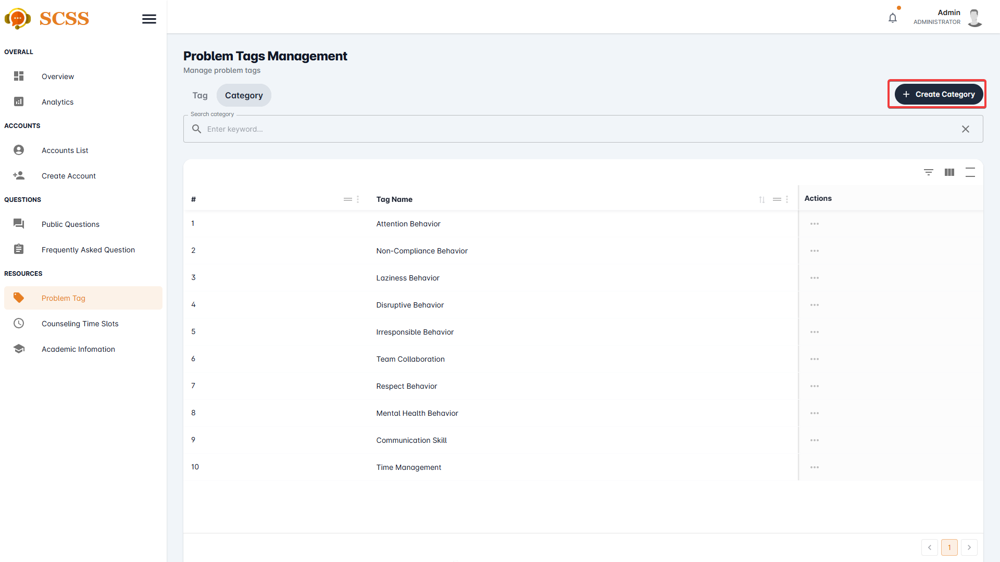 SCSS
Admin
ADMINISTRATOR
OVERALL
Overview
Analytics
ACCOUNTS
Accounts List
Create Account
QUESTIONS
Public Questions
Frequently Asked Question
RESOURCES
Problem Tag
Counseling Time Slots
Academic Infomation
Problem Tags Management
Manage problem tags
Tag Category
+ Create Category
Search category
Enter keyword...
# Tag Name Actions
1 Attention Behavior
2 Non-Compliance Behavior
3 Laziness Behavior
4 Disruptive Behavior
5 Irresponsible Behavior
6 Team Collaboration
7 Respect Behavior
8 Mental Health Behavior
9 Communication Skill
10 Time Management
1